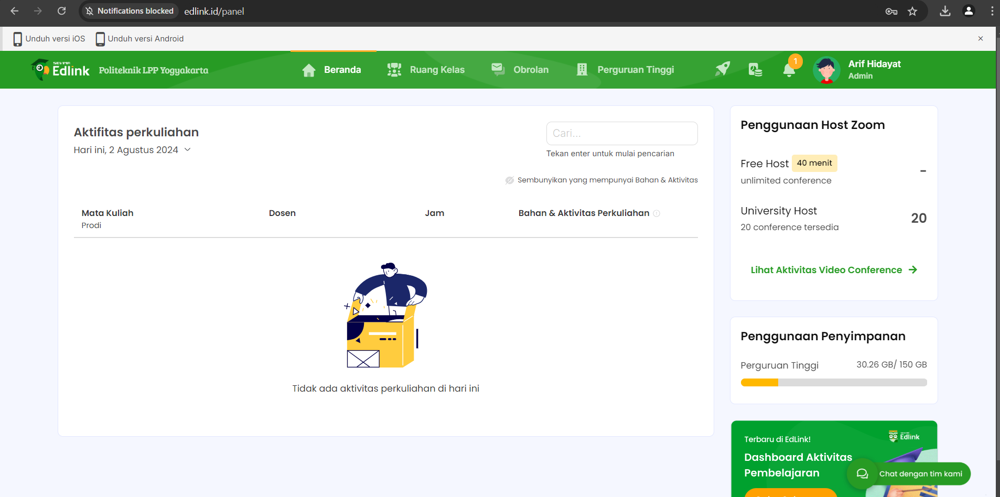 Notifications blocked
edlink.id/panel
Unduh versi iOS
Unduh versi Android
SEVIMA
Edlink
Politeknik LPP Yogyakarta
Beranda
Ruang Kelas
Obrolan
Perguruan Tinggi
1
Arif Hidayat
Admin
Aktifitas perkuliahan
Hari ini, 2 Agustus 2024
Cari...
Tekan enter untuk mulai pencarian
Sembunyikan yang mempunyai Bahan & Aktivitas
Mata Kuliah
Prodi
Dosen
Jam
Bahan & Aktivitas Perkuliahan
Tidak ada aktivitas perkuliahan di hari ini
Penggunaan Host Zoom
Free Host 40 menit
unlimited conference
-
University Host
20 conference tersedia
20
Lihat Aktivitas Video Conference
Penggunaan Penyimpanan
Perguruan Tinggi
30.26 GB/ 150 GB
Terbaru di EdLink!
Edlink
Dashboard Aktivitas
Pembelajaran
Chat dengan tim kami